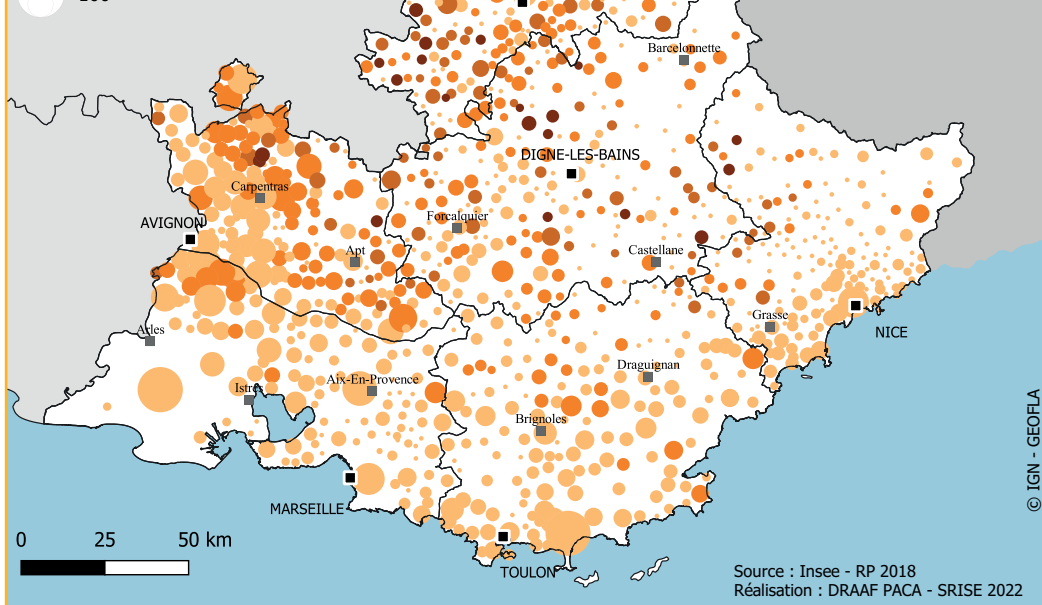 Barcelonnette
DIGNE-LES-BAINS
Carpentras
AVIGNON
Forcalquier
Apt
Castellane
Grasse
NICE
Arles
Draguignan
Aix-En-Provence
Istres
Brignoles
MARSEILLE
TOULON
0 25 50 km
Source : Insee - RP 2018
Réalisation : DRAAF PACA - SRISE 2022
© IGN - GEOFLA